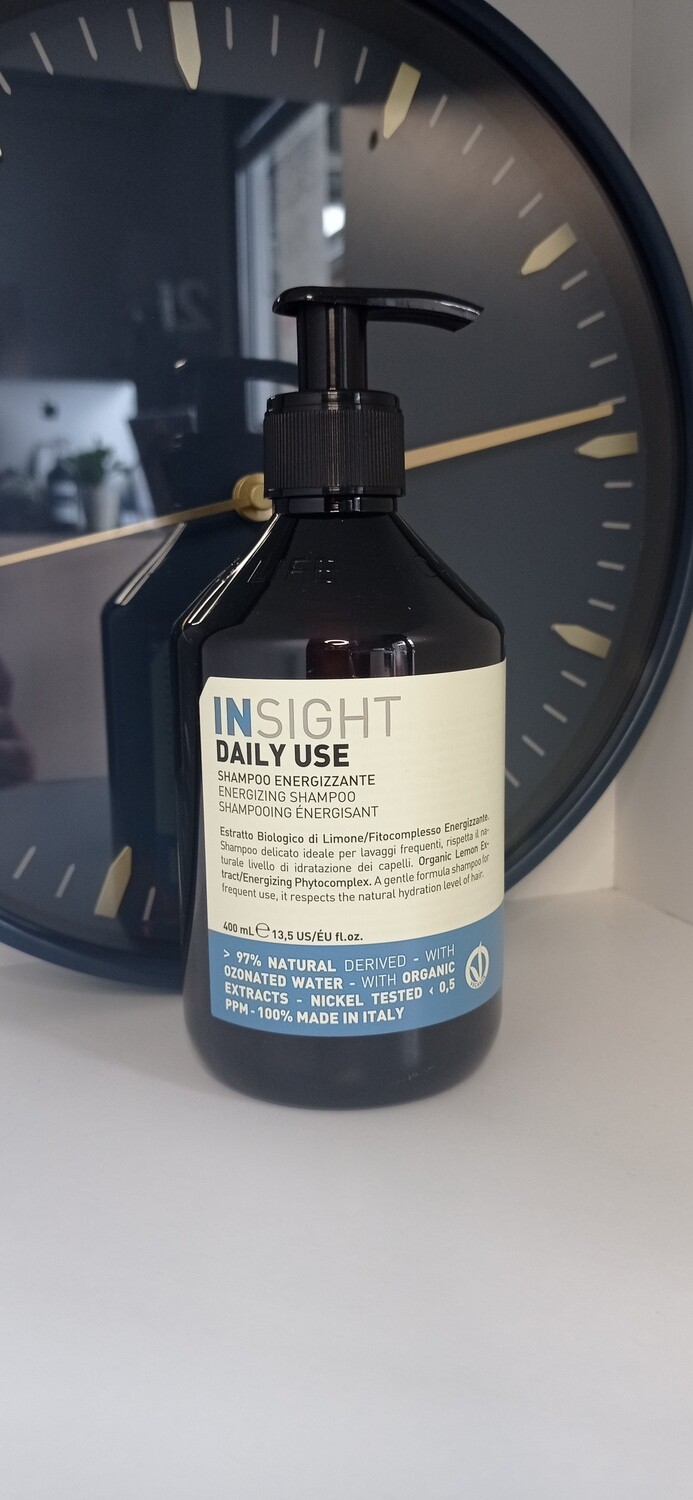 INSIGHT
DAILY USE
SHAMPOO ENERGIZZANTE
ENERGIZING SHAMPOO
SHAMPOOING ÉNERGISANT
Estratto Biologico di Limone/Fitocomplesso Energizzante.
Shampoo delicato ideale per lavaggi frequenti, rispetta il na-
turale livello di idratazione dei capelli. Organic Lemon Ex-
tract/Energizing Phytocomplex. A gentle formula shampoo for
frequent use, it respects the natural hydration level of hair.
400 mL ℮ 13,5 US/ÉU fl.oz.
> 97% NATURAL DERIVED - WITH
OZONATED WATER - WITH ORGANIC
EXTRACTS - NICKEL TESTED < 0,5
PPM - 100% MADE IN ITALY